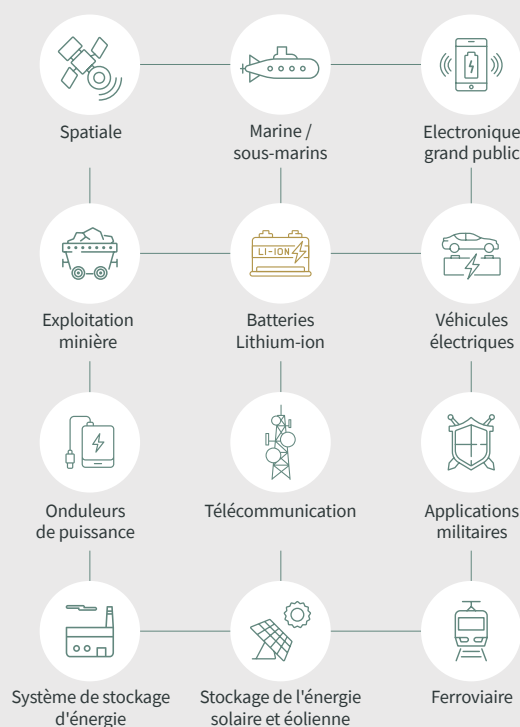 Spatiale
Marine /
sous-marins
Electronique
grand public
LI-ION
Exploitation
minière
Batteries
Lithium-ion
Véhicules
électriques
Onduleurs
de puissance
Télécommunication
Applications
militaires
Système de stockage
d'énergie
Stockage de l'énergie
solaire et éolienne
Ferroviaire